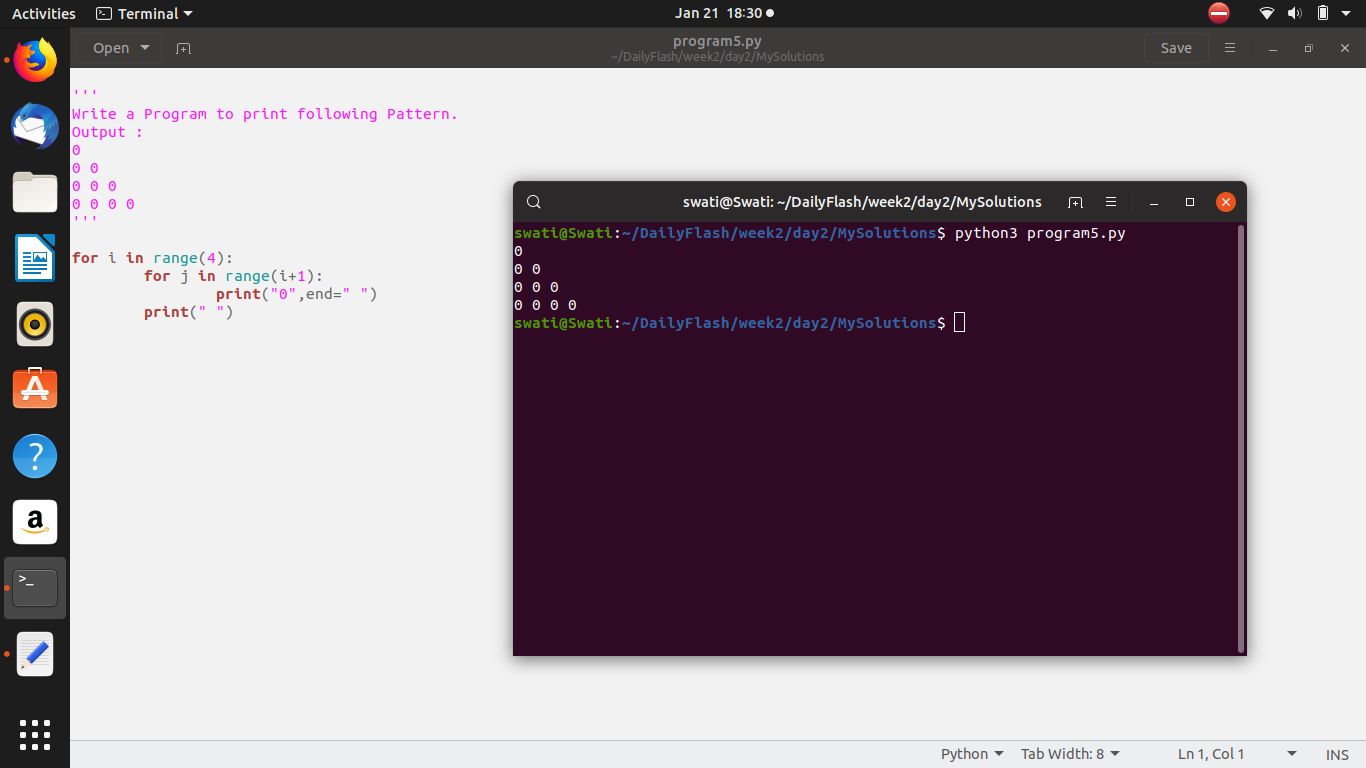 Activities Terminal Jan 21 18:30
Open program5.py Save
~/DailyFlash/week2/day2/MySolutions
'''
Write a Program to print following Pattern.
Output :
0
0 0
0 0 0
0 0 0 0
'''
for i in range(4):
        for j in range(i+1):
                print("0",end=" ")
        print(" ")
swati@Swati: ~/DailyFlash/week2/day2/MySolutions
swati@Swati:~/DailyFlash/week2/day2/MySolutions$ python3 program5.py
0
0 0
0 0 0
0 0 0 0
swati@Swati:~/DailyFlash/week2/day2/MySolutions$
?
a
>_
Python Tab Width: 8 Ln 1, Col 1 INS